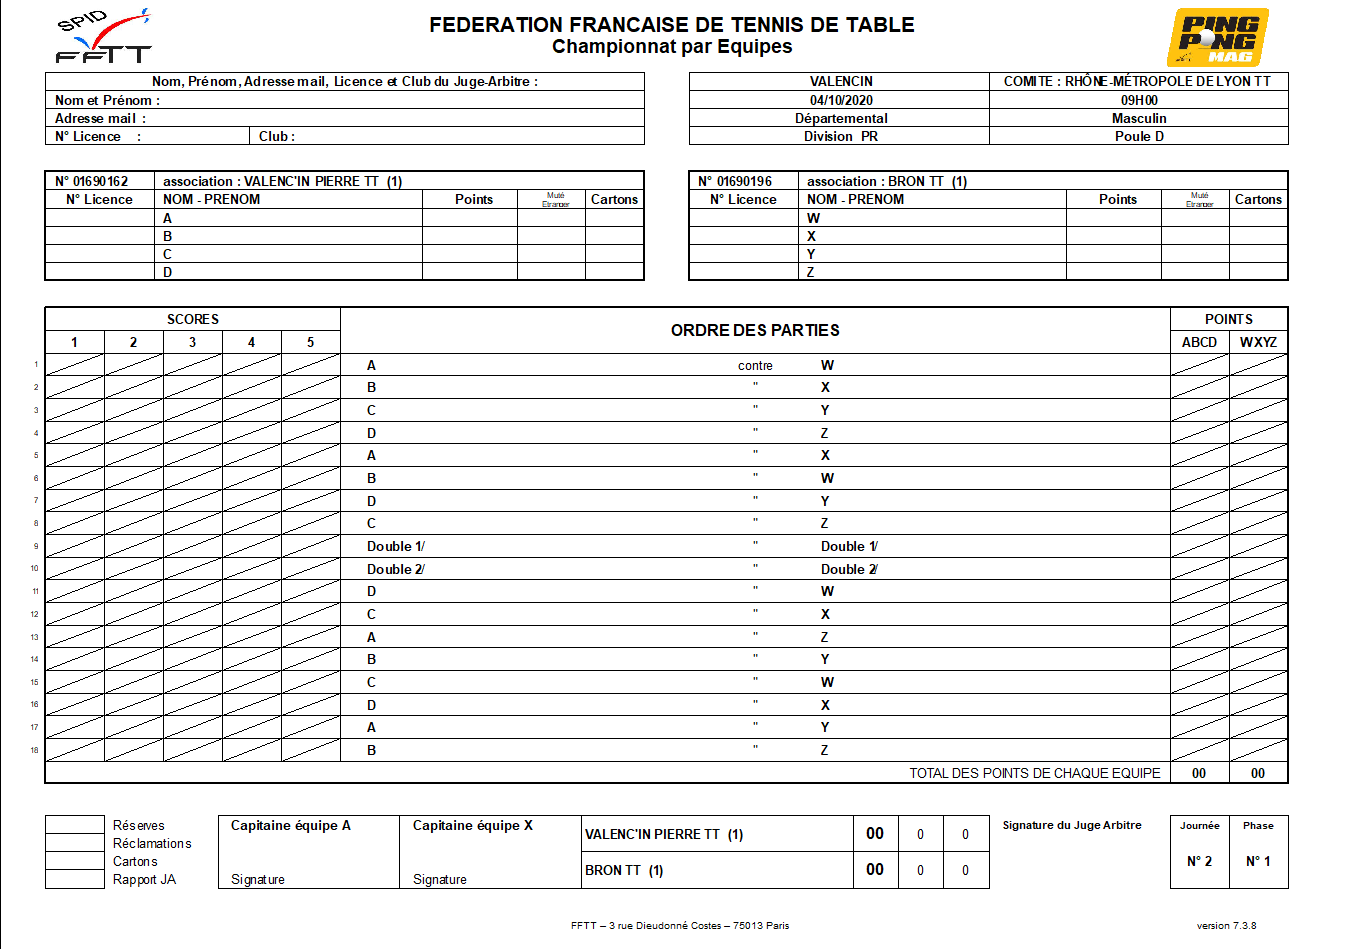 SPID
FFTT
FEDERATION FRANCAISE DE TENNIS DE TABLE
Championnat par Equipes
PING PONG MAG
Nom, Prénom, Adresse mail, Licence et Club du Juge-Arbitre :
Nom et Prénom :
Adresse mail :
N° Licence : Club :
VALENCIN COMITE : RHÔNE-MÉTROPOLE DE LYON TT
04/10/2020 09H00
Départemental Masculin
Division PR Poule D
N° 01690162 association : VALENC'IN PIERRE TT (1)
N° Licence NOM - PRENOM Points Muté Etranger Cartons
A
B
C
D
N° 01690196 association : BRON TT (1)
N° Licence NOM - PRENOM Points Muté Etranger Cartons
W
X
Y
Z
SCORES ORDRE DES PARTIES POINTS
1 2 3 4 5 ABCD WXYZ
1 A contre W
2 B " X
3 C " Y
4 D " Z
5 A " X
6 B " W
7 D " Y
8 C " Z
9 Double 1/ " Double 1/
10 Double 2/ " Double 2/
11 D " W
12 C " X
13 A " Z
14 B " Y
15 C " W
16 D " X
17 A " Y
18 B " Z
TOTAL DES POINTS DE CHAQUE EQUIPE 00 00
Réserves
Réclamations
Cartons
Rapport JA
Capitaine équipe A
Signature
Capitaine équipe X
Signature
VALENC'IN PIERRE TT (1) 00 0 0
BRON TT (1) 00 0 0
Signature du Juge Arbitre
Journée Phase
N° 2 N° 1
FFTT – 3 rue Dieudonné Costes – 75013 Paris
version 7.3.8